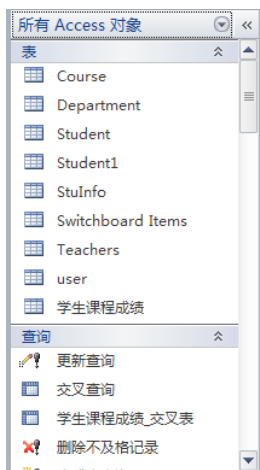 所有 Access 对象
表
Course
Department
Student
Student1
StuInfo
Switchboard Items
Teachers
user
学生课程成绩
查询
更新查询
交叉查询
学生课程成绩_交叉表
删除不及格记录